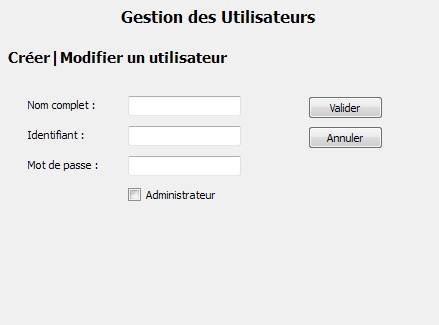 Gestion des Utilisateurs
Créer|Modifier un utilisateur
Nom complet :
Valider
Identifiant :
Annuler
Mot de passe :
Administrateur